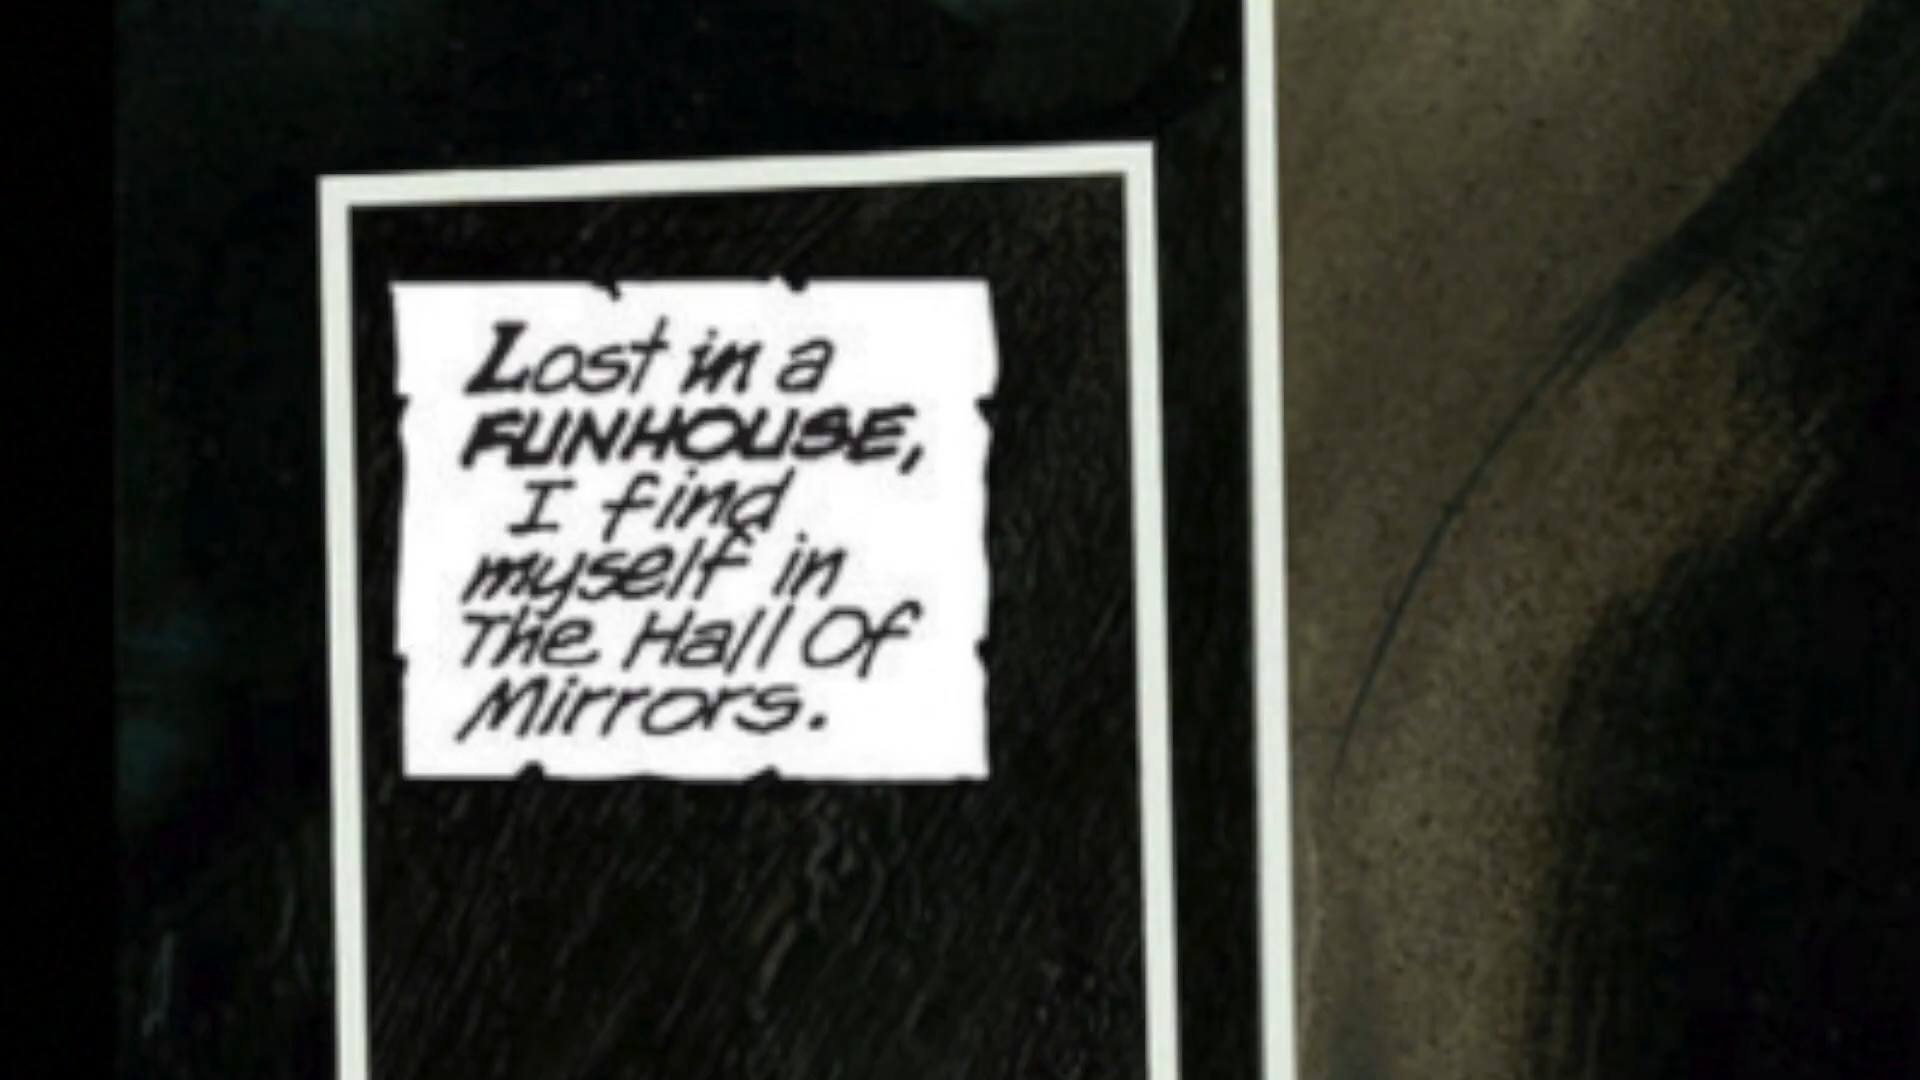 Lost in a
FUNHOUSE,
I find
myself in
The Hall Of
Mirrors.